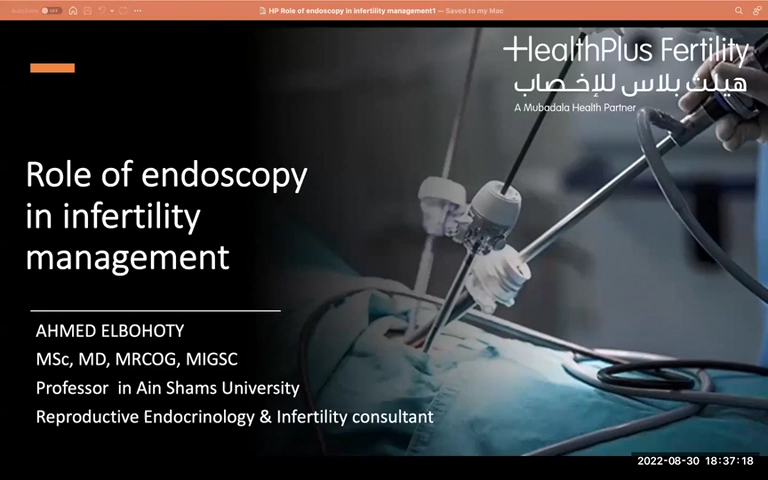 AutoSave OFF
HP Role of endoscopy in infertility management1 — Saved to my Mac
HealthPlus Fertility
هيلث بلاس للإخصاب
A Mubadala Health Partner
Role of endoscopy
in infertility
management
AHMED ELBOHOTY
MSc, MD, MRCOG, MIGSC
Professor in Ain Shams University
Reproductive Endocrinology & Infertility consultant
2022-08-30 18:37:18